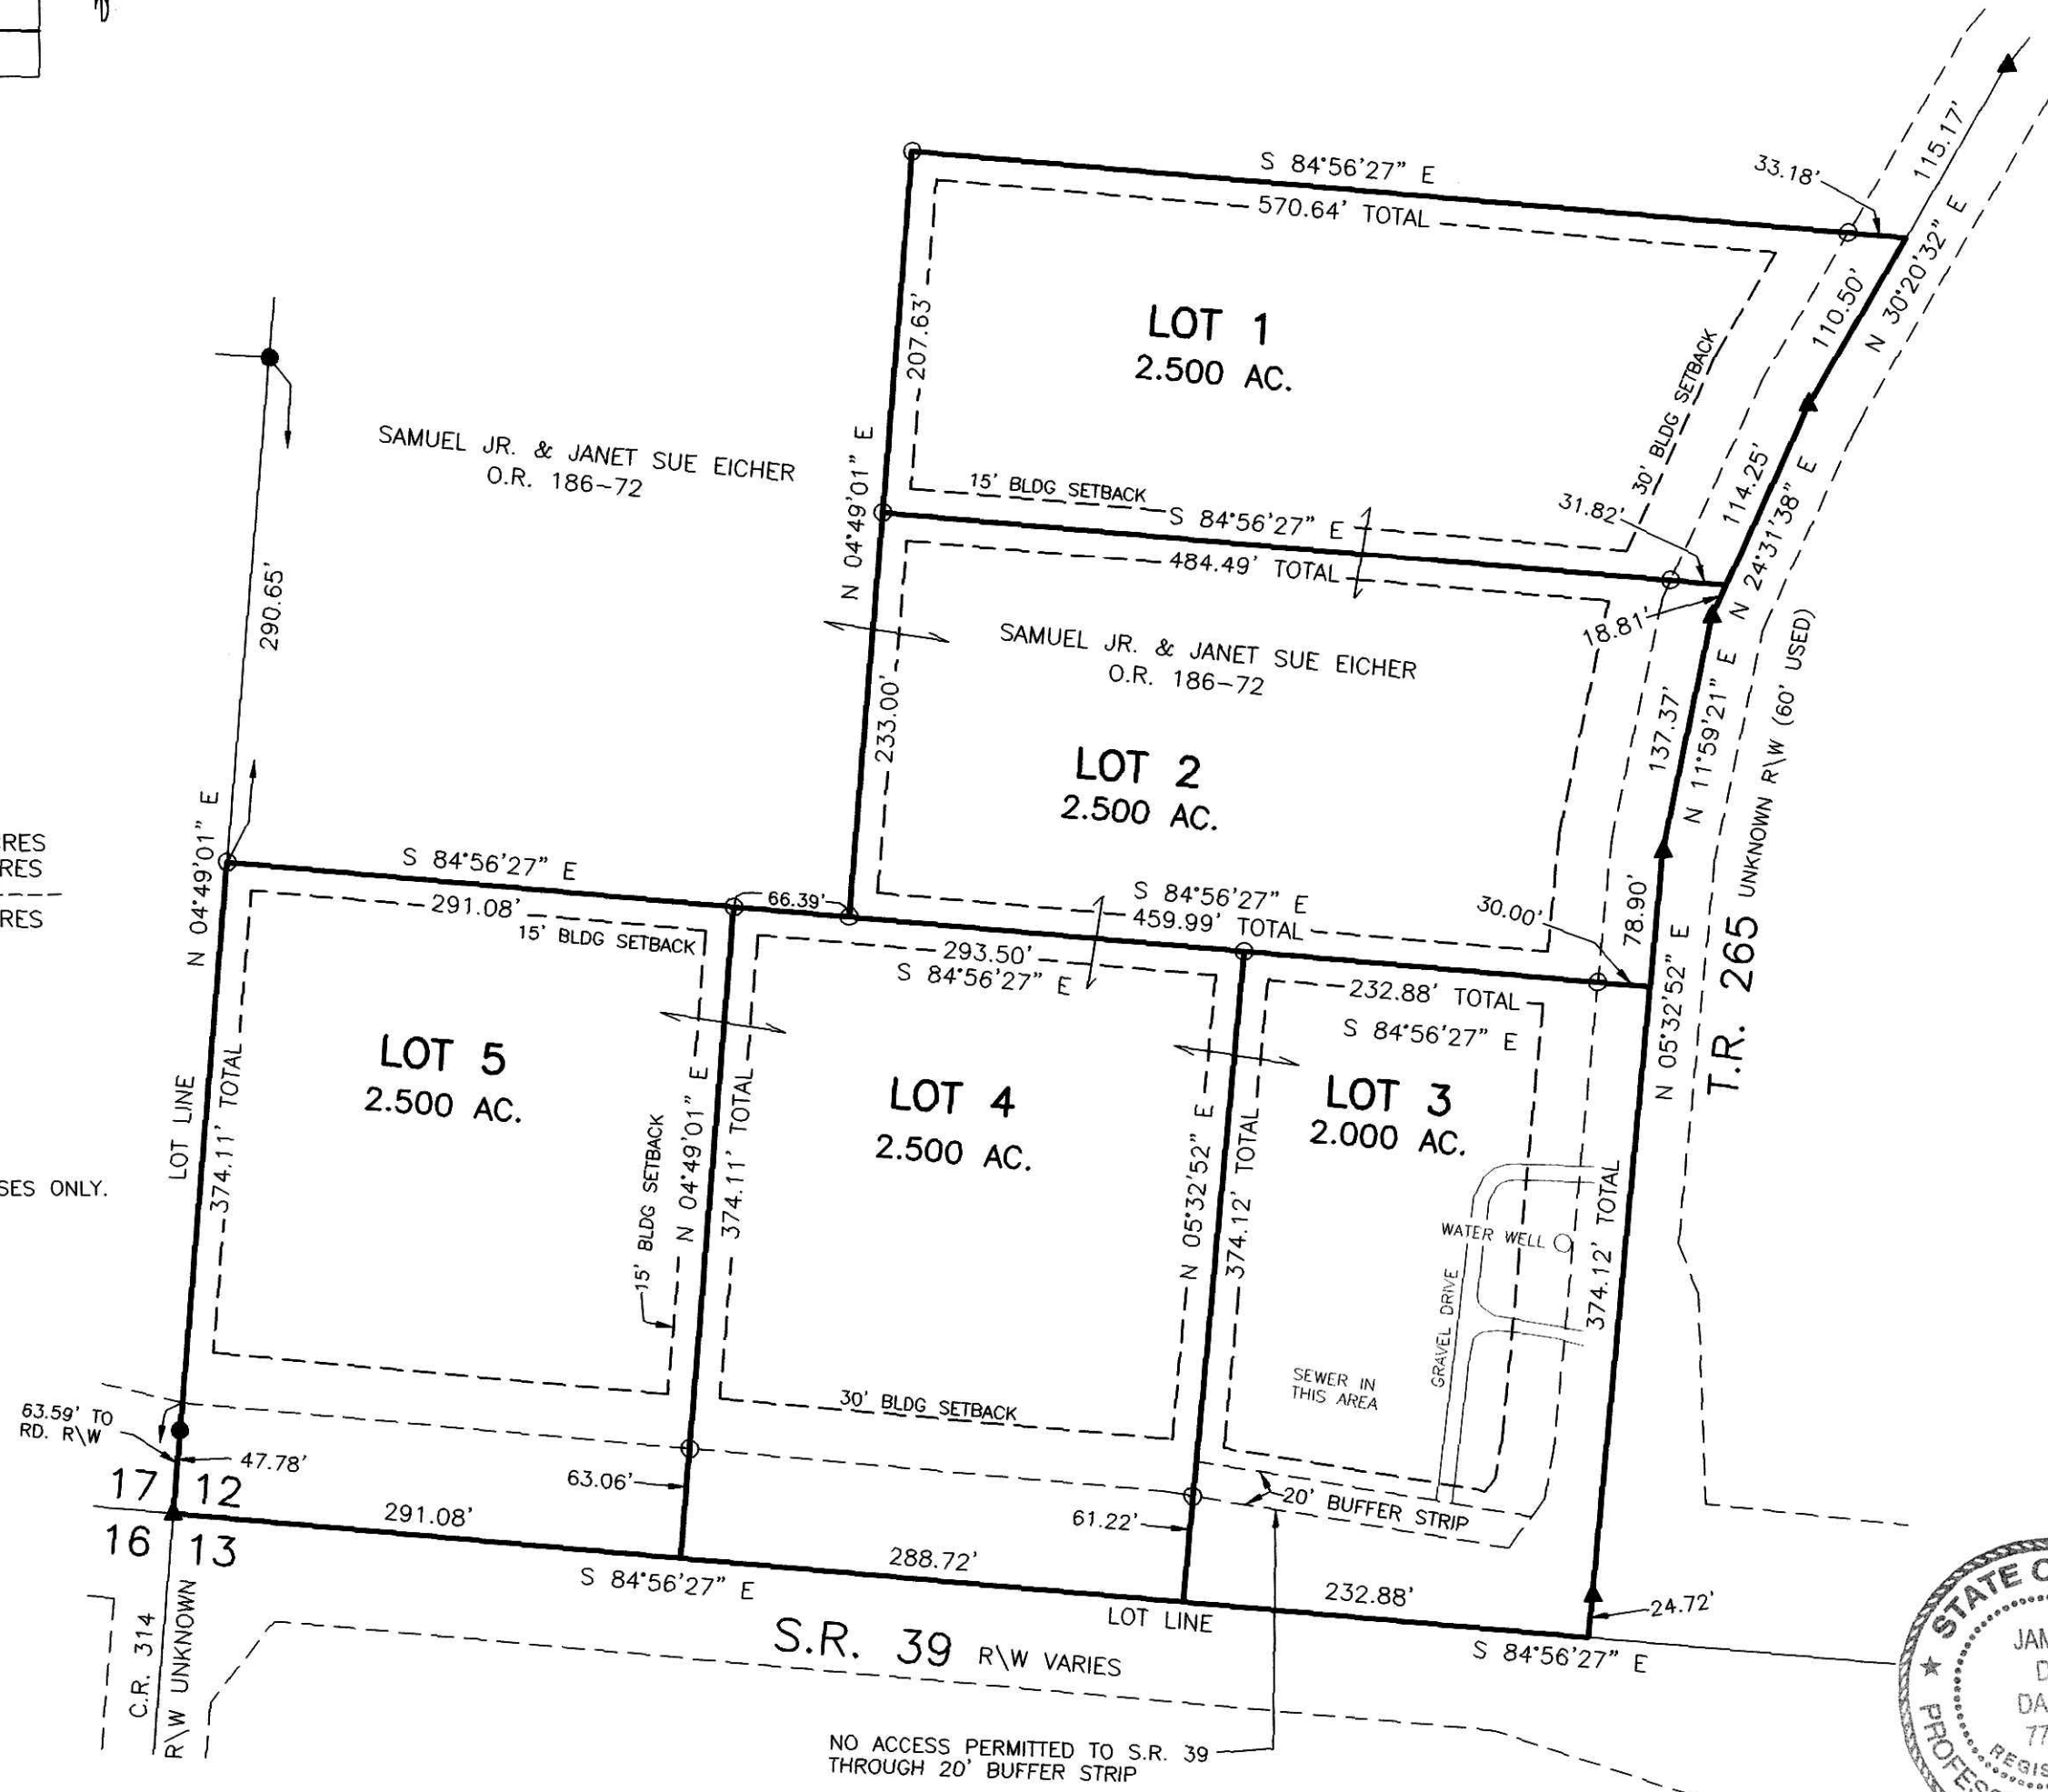 S 84°56'27" E
570.64' TOTAL
33.18'
115.17'
N 30°20'32" E
110.50'
207.63'
LOT 1
2.500 AC.
30' BLDG SETBACK
114.25'
N 24°31'38" E
SAMUEL JR. & JANET SUE EICHER
O.R. 186-72
N 04°49'01" E
15' BLDG SETBACK
S 84°56'27" E
31.82'
484.49' TOTAL
18.81'
290.65'
SAMUEL JR. & JANET SUE EICHER
O.R. 186-72
233.00'
137.37'
N 11°59'21" E
T.R. 265 UNKNOWN R\W (60' USED)
LOT 2
2.500 AC.
N 04°49'01" E
S 84°56'27" E
291.08'
15' BLDG SETBACK
66.39'
S 84°56'27" E
459.99' TOTAL
30.00'
78.90'
N 05°32'52" E
293.50'
S 84°56'27" E
232.88' TOTAL
S 84°56'27" E
LOT 5
2.500 AC.
LOT 4
2.500 AC.
LOT 3
2.000 AC.
LOT LINE
374.11' TOTAL
15' BLDG SETBACK
N 04°49'01" E
374.11' TOTAL
N 05°32'52" E
374.12' TOTAL
374.12' TOTAL
WATER WELL
GRAVEL DRIVE
SEWER IN
THIS AREA
30' BLDG SETBACK
SES ONLY.
RES
RES
RES
63.59' TO
RD. R\W
47.78'
17 12
16 13
291.08'
63.06'
61.22'
20' BUFFER STRIP
288.72'
S 84°56'27" E
LOT LINE
232.88'
24.72'
S 84°56'27" E
S.R. 39 R\W VARIES
C.R. 314
R\W UNKNOWN
NO ACCESS PERMITTED TO S.R. 39
THROUGH 20' BUFFER STRIP
STATE
JAM
D
DA
77
REGIS
PROFES